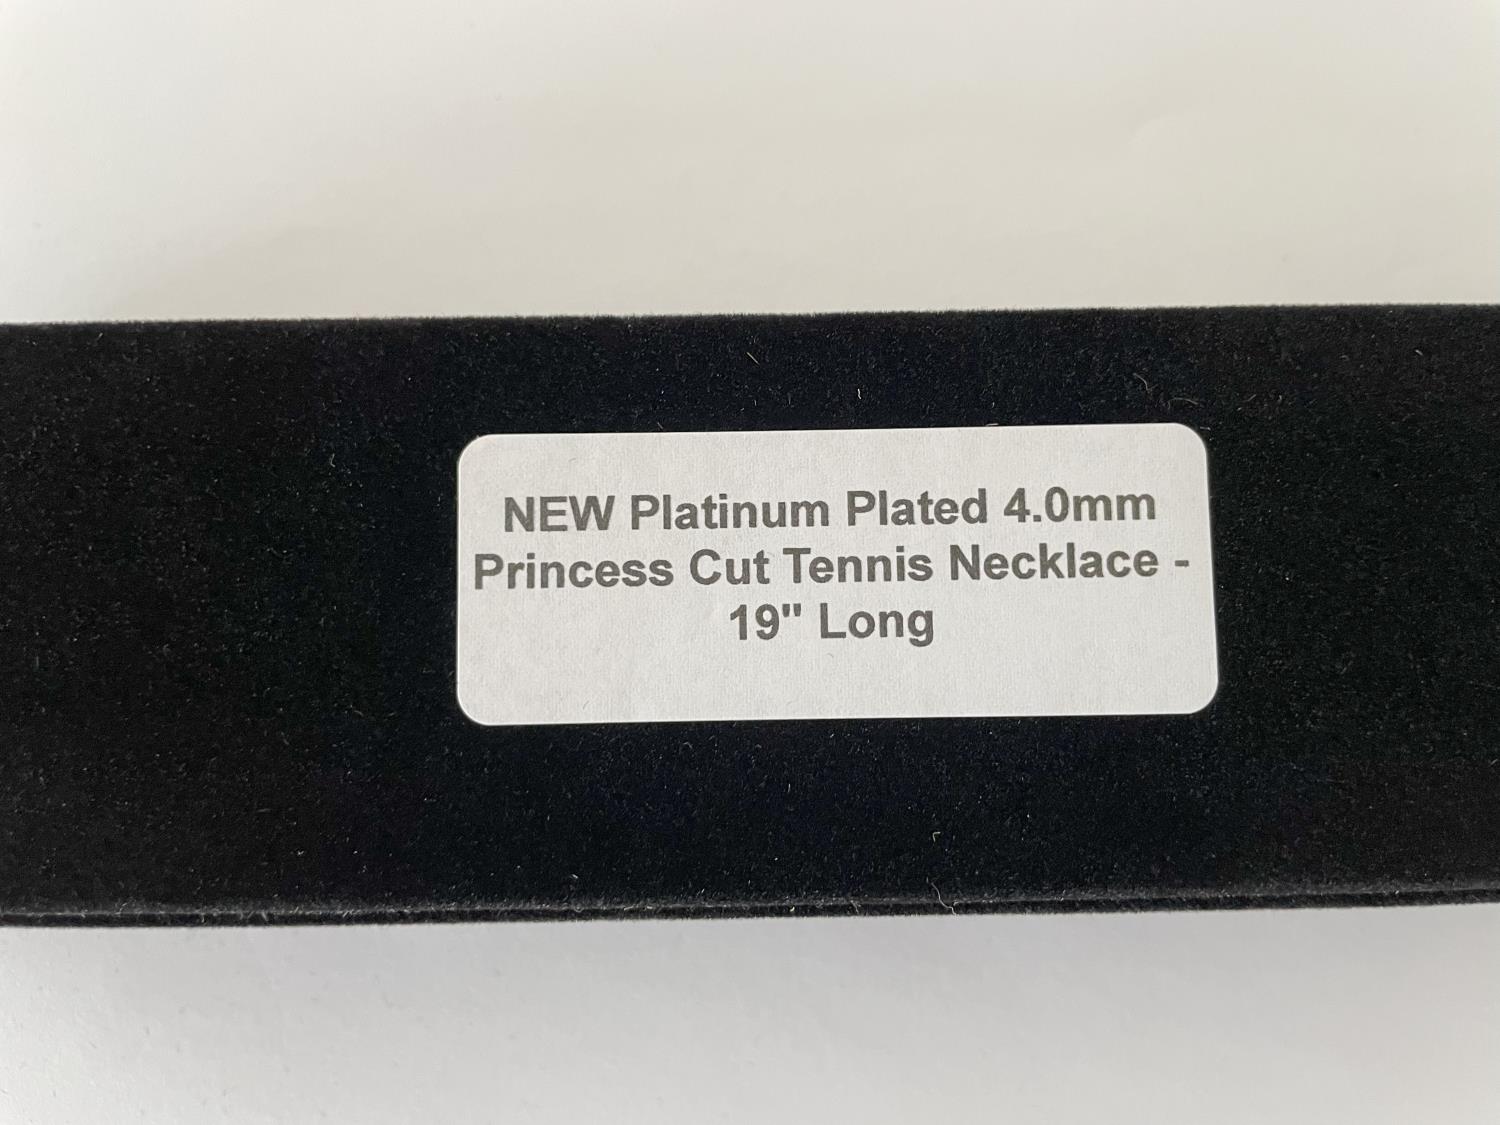 NEW Platinum Plated 4.0mm
Princess Cut Tennis Necklace -
19" Long